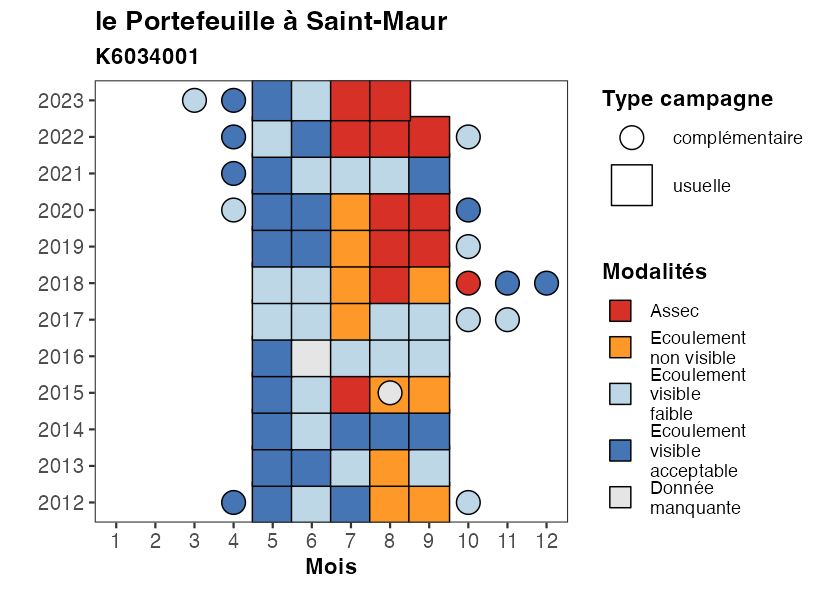 le Portefeuille à Saint-Maur
K6034001
2023
2022
2021
2020
2019
2018
2017
2016
2015
2014
2013
2012
1 2 3 4 5 6 7 8 9 10 11 12
Mois
Type campagne
complémentaire
usuelle
Modalités
Assec
Ecoulement
non visible
Ecoulement
visible
faible
Ecoulement
visible
acceptable
Donnée
manquante